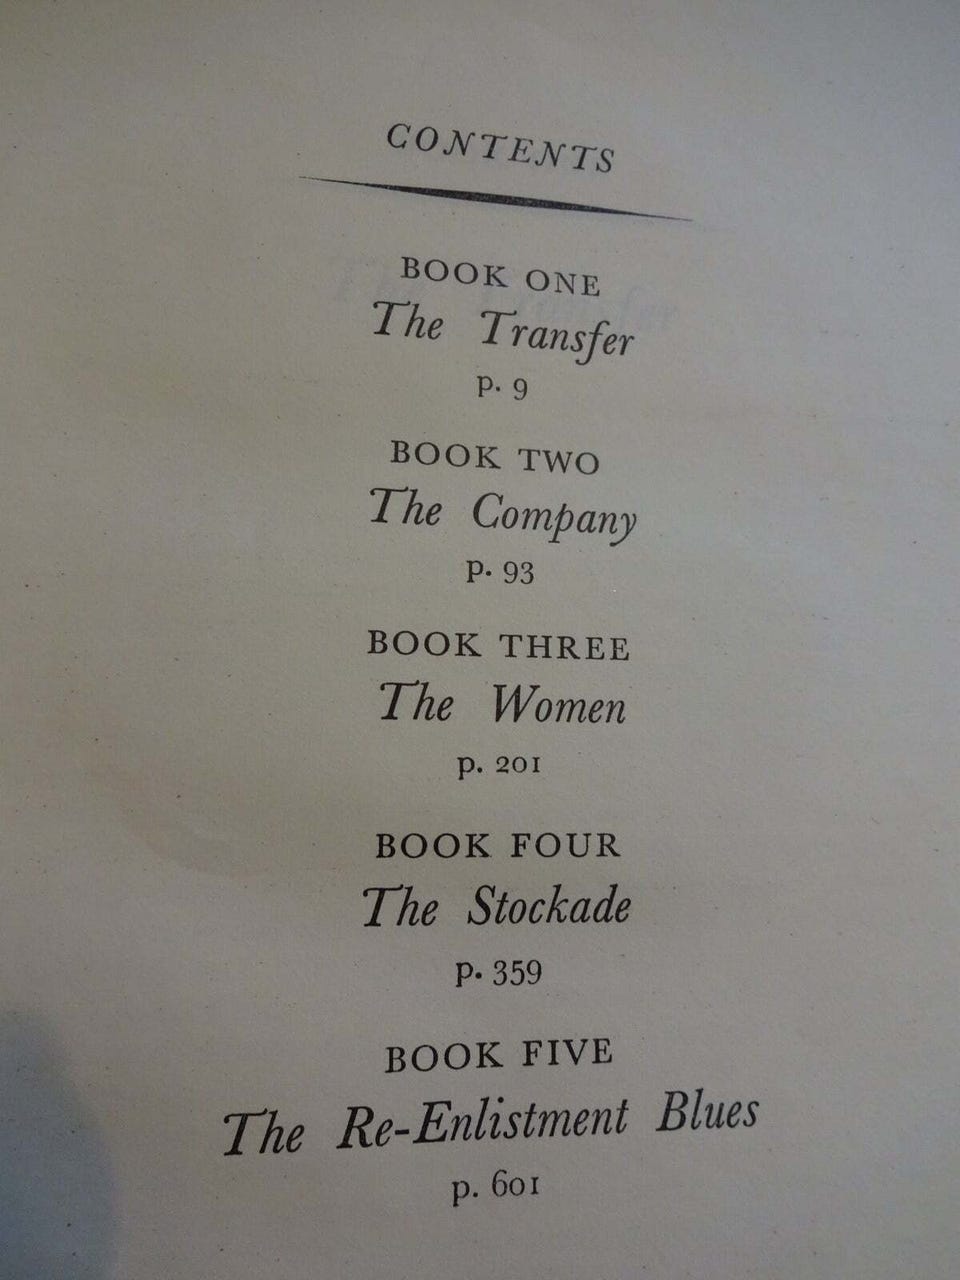 CONTENTS
BOOK ONE
The Transfer
p. 9
BOOK TWO
The Company
p. 93
BOOK THREE
The Women
p. 201
BOOK FOUR
The Stockade
p. 359
BOOK FIVE
The Re-Enlistment Blues
p. 601